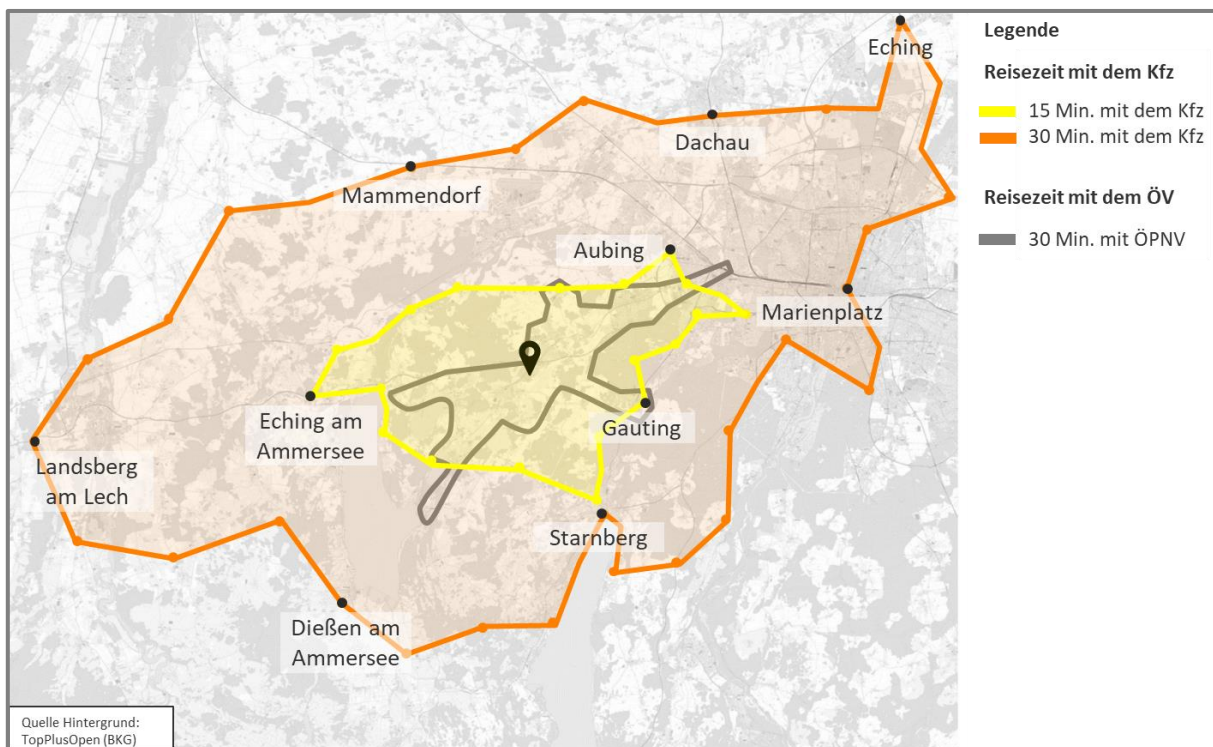 Eching
Dachau
Mammendorf
Aubing
Marienplatz
Eching am
Ammersee
Gauting
Landsberg
am Lech
Starnberg
Dießen am
Ammersee
Quelle Hintergrund:
TopPlusOpen (BKG)
Legende
Reisezeit mit dem Kfz
15 Min. mit dem Kfz
30 Min. mit dem Kfz
Reisezeit mit dem ÖV
30 Min. mit ÖPNV